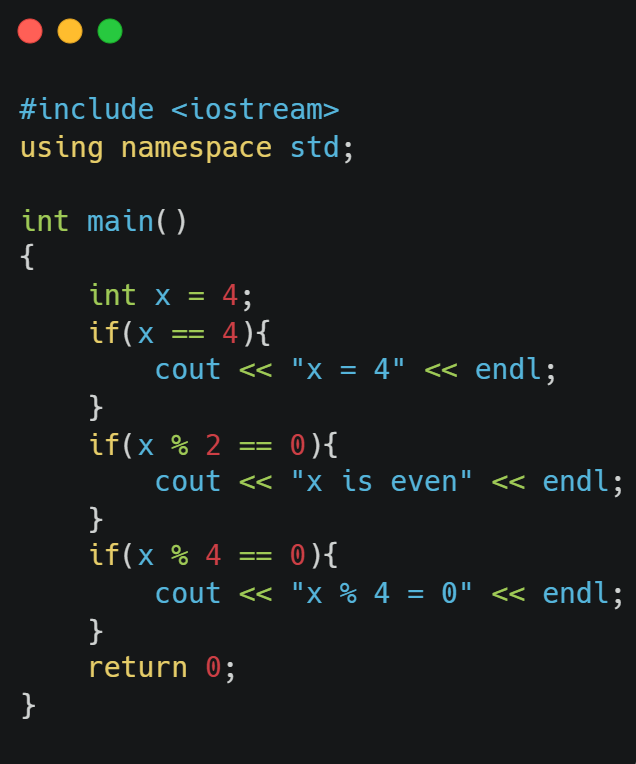 #include <iostream>
using namespace std;

int main()
{
    int x = 4;
    if(x == 4){
        cout << "x = 4" << endl;
    }
    if(x % 2 == 0){
        cout << "x is even" << endl;
    }
    if(x % 4 == 0){
        cout << "x % 4 = 0" << endl;
    }
    return 0;
}